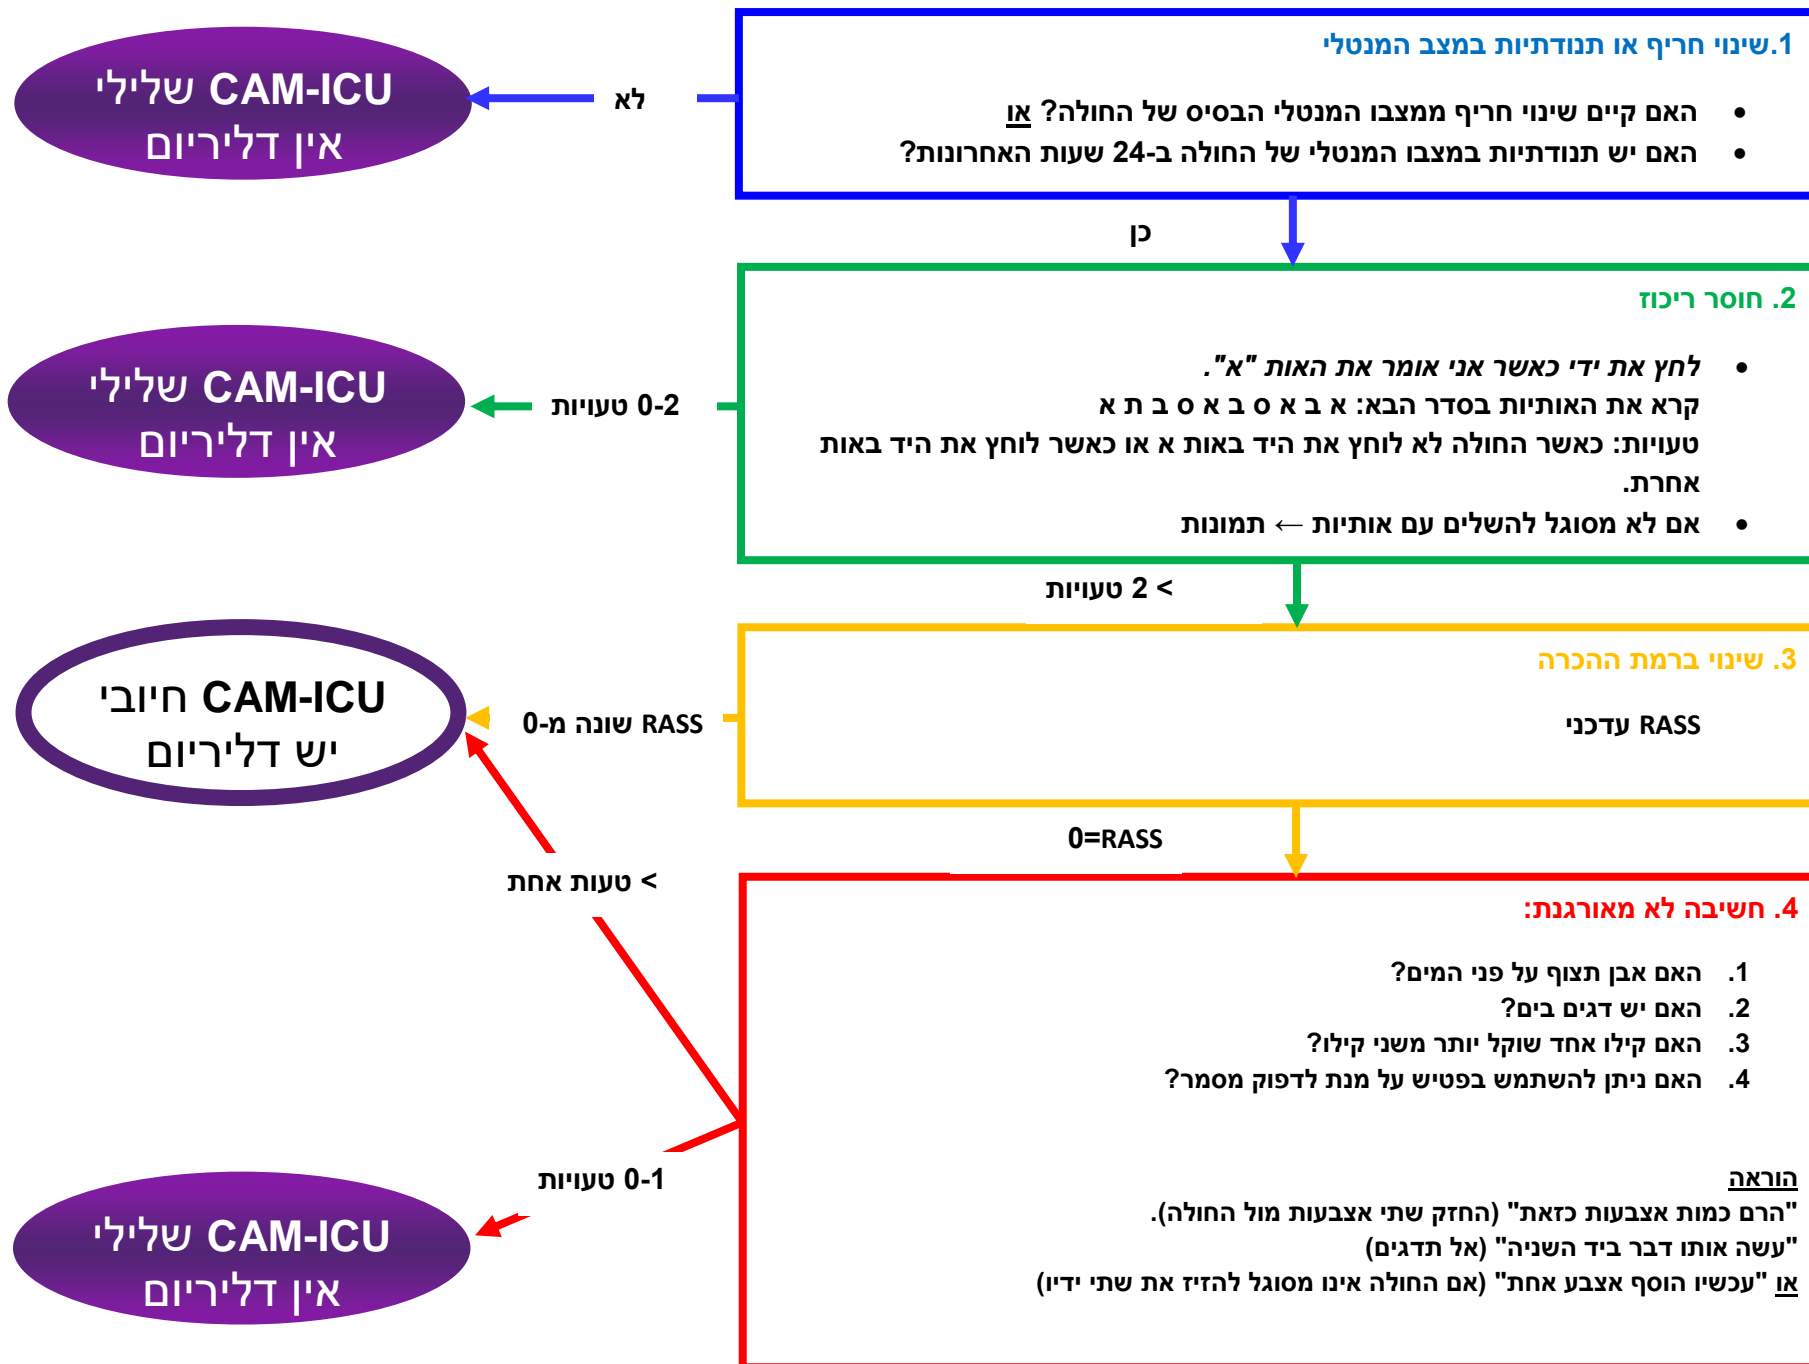 1.שינוי חריף או תנודתיות במצב המנטלי
• האם קיים שינוי חריף ממצבו המנטלי הבסיס של החולה? או
• האם יש תנודתיות במצבו המנטלי של החולה ב-24 שעות האחרונות?
לא
CAM-ICU שלילי
אין דליריום
כן
2. חוסר ריכוז
• לחץ את ידי כאשר אני אומר את האות "א".
קרא את האותיות בסדר הבא: א ב א ס ב א ס ב ת א
טעויות: כאשר החולה לא לוחץ את היד באות א או כאשר לוחץ את היד באות
אחרת.
• אם לא מסוגל להשלים עם אותיות ← תמונות
0-2 טעויות
CAM-ICU שלילי
אין דליריום
> 2 טעויות
3. שינוי ברמת ההכרה
RASS עדכני
RASS שונה מ-0
CAM-ICU חיובי
יש דליריום
0=RASS
4. חשיבה לא מאורגנת:
1. האם אבן תצוף על פני המים?
2. האם יש דגים בים?
3. האם קילו אחד שוקל יותר משני קילו?
4. האם ניתן להשתמש בפטיש על מנת לדפוק מסמר?
הוראה
"הרם כמות אצבעות כזאת" (החזק שתי אצבעות מול החולה).
"עשה אותו דבר ביד השניה" (אל תדגים)
או "עכשיו הוסף אצבע אחת" (אם החולה אינו מסוגל להזיז את שתי ידיו)
> טעות אחת
0-1 טעויות
CAM-ICU שלילי
אין דליריום